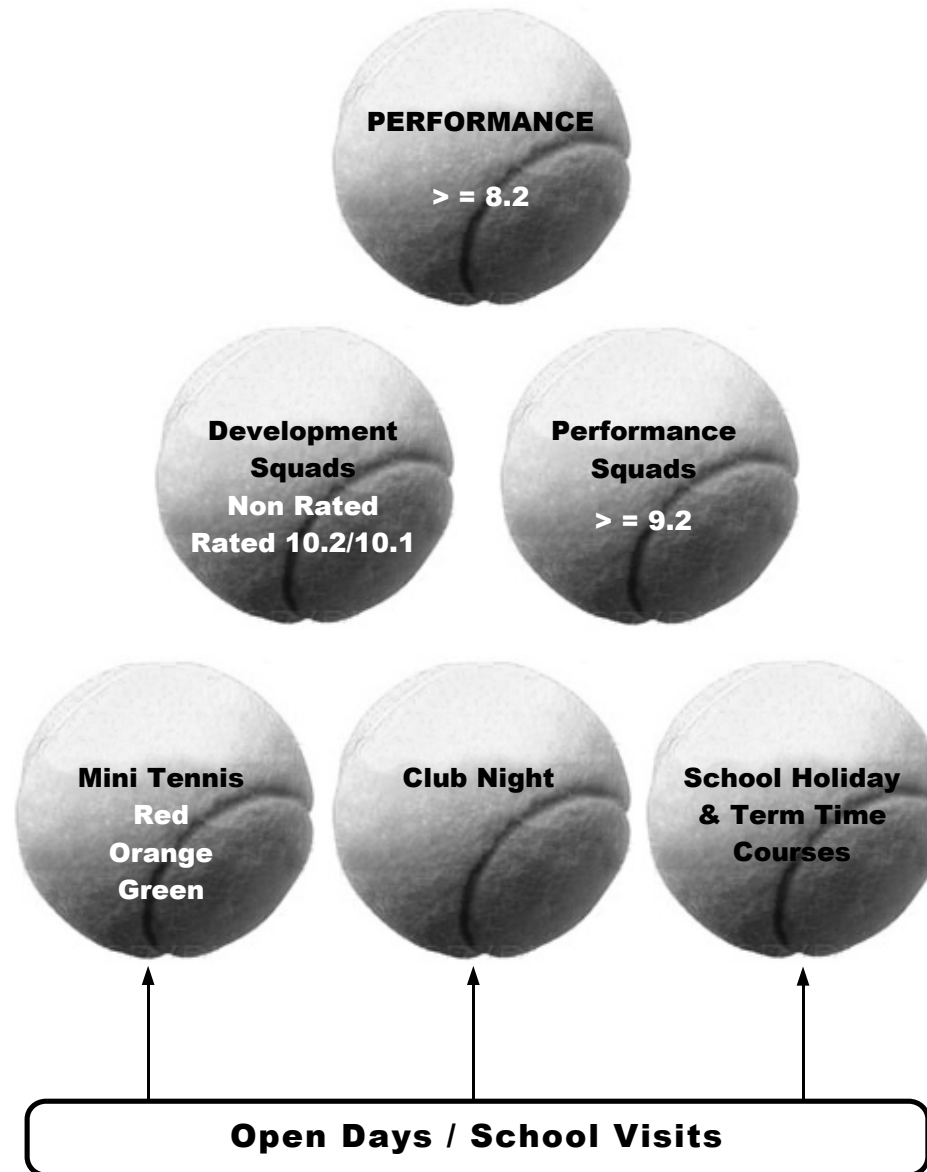 PERFORMANCE
> = 8.2
Development
Squads
Non Rated
Rated 10.2/10.1
Performance
Squads
> = 9.2
Mini Tennis
Red
Orange
Green
Club Night
School Holiday
& Term Time
Courses
Open Days / School Visits